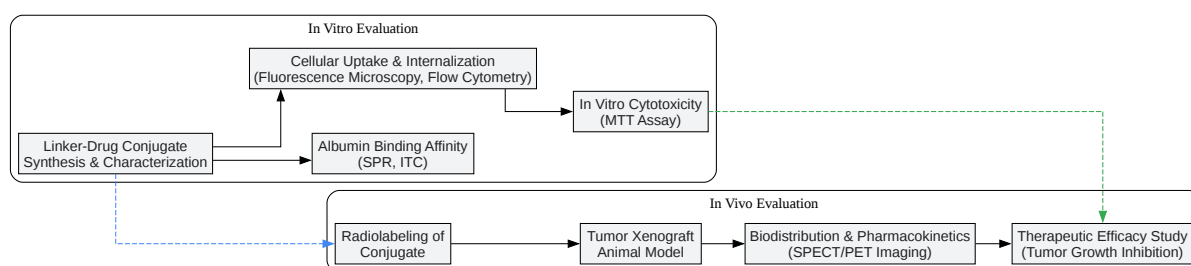 In Vitro Evaluation
Cellular Uptake & Internalization
(Fluorescence Microscopy, Flow Cytometry)
In Vitro Cytotoxicity
(MTT Assay)
Linker-Drug Conjugate
Synthesis & Characterization
Albumin Binding Affinity
(SPR, ITC)
In Vivo Evaluation
Radiolabeling of
Conjugate
Tumor Xenograft
Animal Model
Biodistribution & Pharmacokinetics
(SPECT/PET Imaging)
Therapeutic Efficacy Study
(Tumor Growth Inhibition)